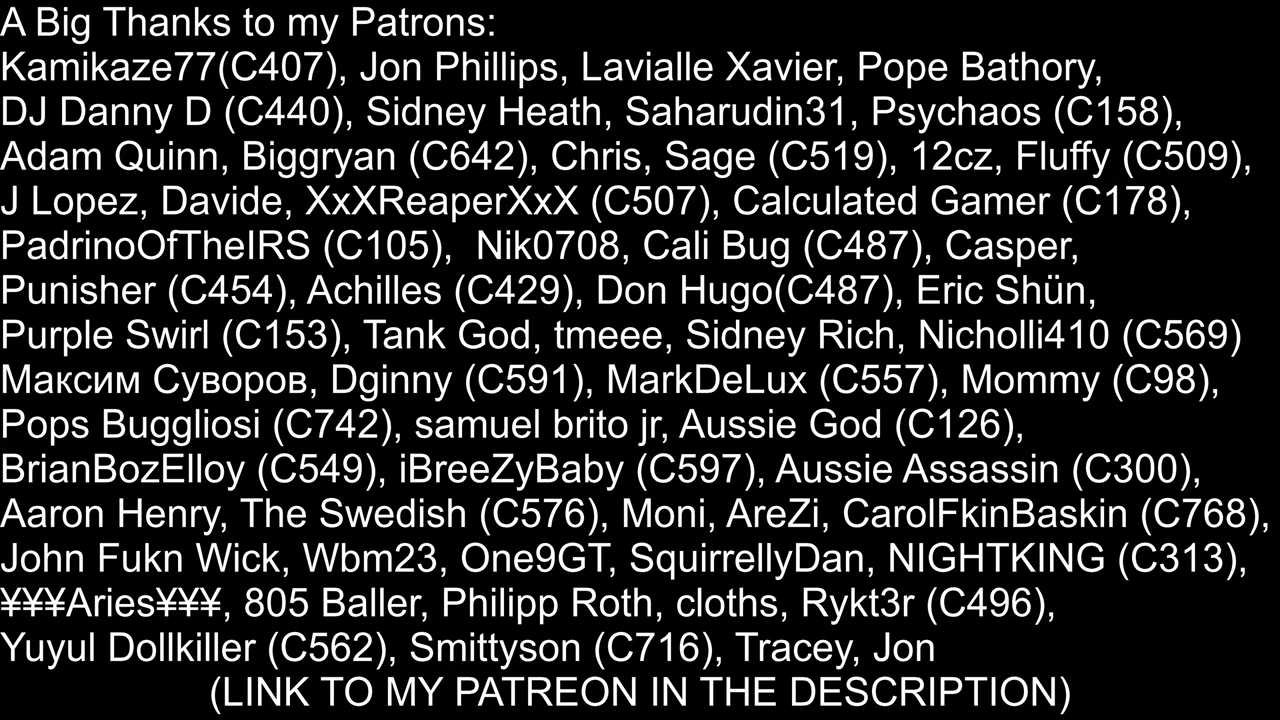 A Big Thanks to my Patrons:
Kamikaze77(C407), Jon Phillips, Lavialle Xavier, Pope Bathory,
DJ Danny D (C440), Sidney Heath, Saharudin31, Psychaos (C158),
Adam Quinn, Biggryan (C642), Chris, Sage (C519), 12cz, Fluffy (C509),
J Lopez, Davide, XxXReaperXxX (C507), Calculated Gamer (C178),
PadrinoOfTheIRS (C105),  Nik0708, Cali Bug (C487), Casper,
Punisher (C454), Achilles (C429), Don Hugo(C487), Eric Shün,
Purple Swirl (C153), Tank God, tmeee, Sidney Rich, Nicholli410 (C569)
Максим Суворов, Dginny (C591), MarkDeLux (C557), Mommy (C98),
Pops Buggliosi (C742), samuel brito jr, Aussie God (C126),
BrianBozElloy (C549), iBreeZyBaby (C597), Aussie Assassin (C300),
Aaron Henry, The Swedish (C576), Moni, AreZi, CarolFkinBaskin (C768),
John Fukn Wick, Wbm23, One9GT, SquirrellyDan, NIGHTKING (C313),
¥¥¥Aries¥¥¥, 805 Baller, Philipp Roth, cloths, Rykt3r (C496),
Yuyul Dollkiller (C562), Smittyson (C716), Tracey, Jon
(LINK TO MY PATREON IN THE DESCRIPTION)